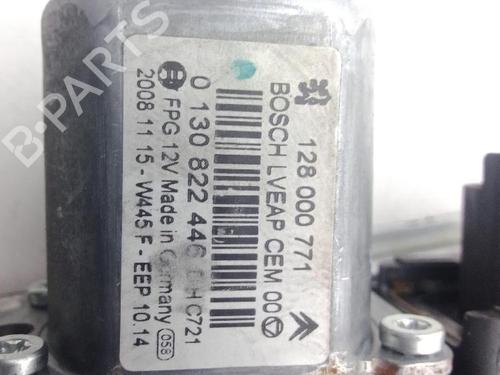 128 000 771
BOSCH LVEAP CEM 00
0 130 822 446 CHC721
FPG 12V Made in Germany 058
2008 11 15 - W445 F - EEP 10.14
B-PARTS